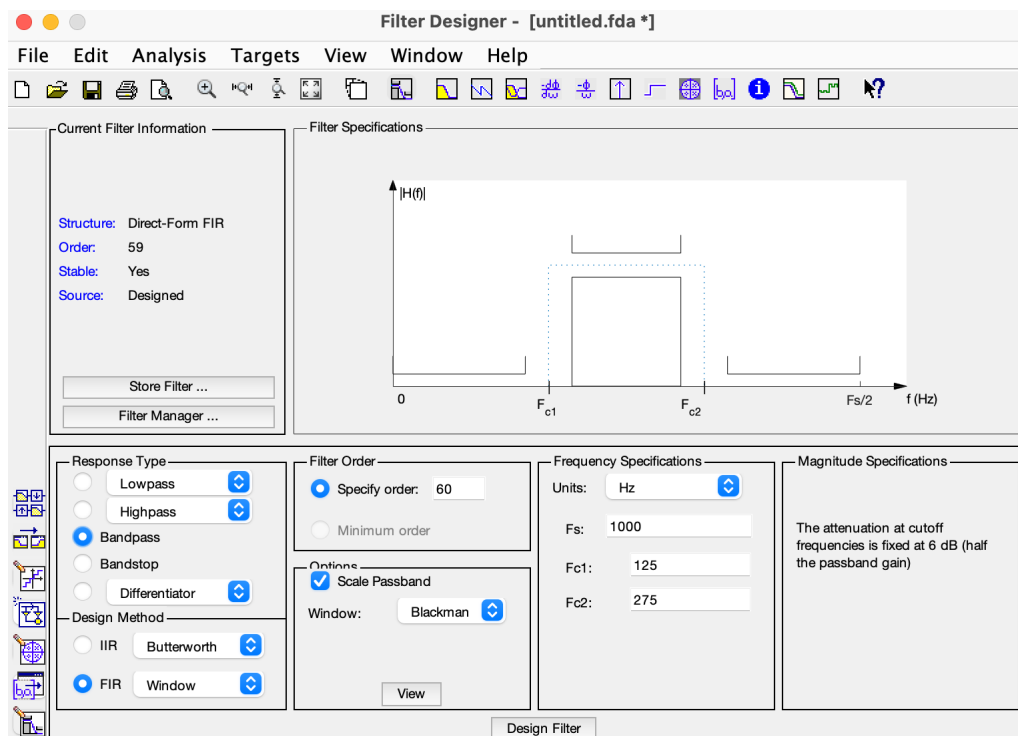 Filter Designer - [untitled.fda *]
File Edit Analysis Targets View Window Help
Current Filter Information
Structure: Direct-Form FIR
Order: 59
Stable: Yes
Source: Designed
Store Filter ...
Filter Manager ...
Filter Specifications
|H(f)|
0 Fc1 Fc2 Fs/2 f (Hz)
Response Type
Lowpass
Highpass
Bandpass
Bandstop
Differentiator
Design Method
IIR Butterworth
FIR Window
Filter Order
Specify order: 60
Minimum order
Options
Scale Passband
Window: Blackman
View
Frequency Specifications
Units: Hz
Fs: 1000
Fc1: 125
Fc2: 275
Magnitude Specifications
The attenuation at cutoff
frequencies is fixed at 6 dB (half
the passband gain)
Design Filter